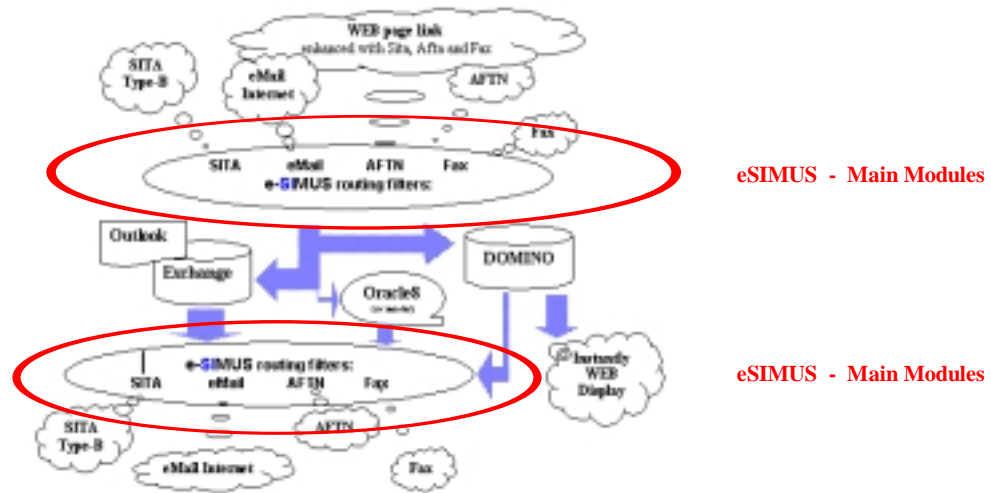 WEB page link
enhanced with Sita, Aftn and Fax
SITA
Type-B
eMail
Internet
AFTN
Fax
SITA eMail AFTN Fax
e-SIMUS routing filters:
eSIMUS - Main Modules
Outlook
Exchange
DOMINO
Oracle8
e-SIMUS routing filters:
SITA eMail AFTN Fax
Instantly
WEB
Display
eSIMUS - Main Modules
SITA
Type-B
AFTN
eMail Internet
Fax